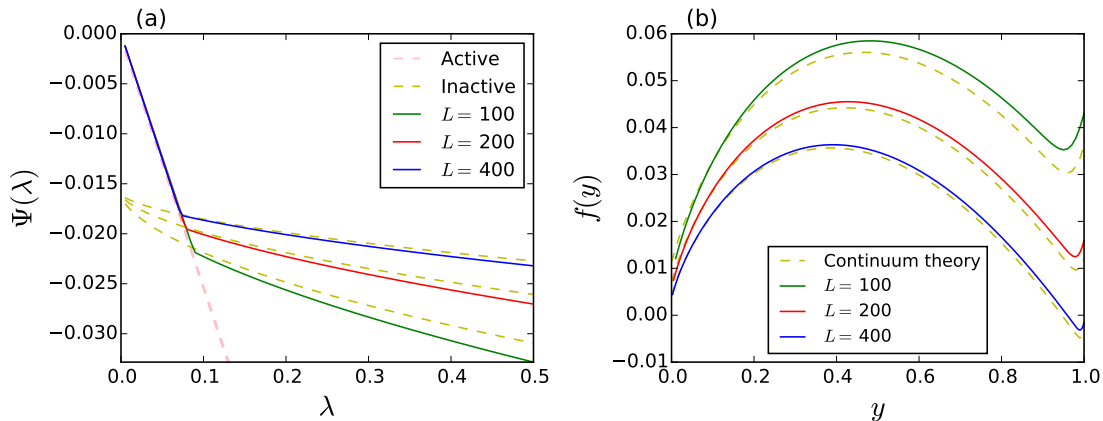 (a)
0.000
−0.005
−0.010
−0.015
−0.020
−0.025
−0.030
Ψ(λ)
0.0 0.1 0.2 0.3 0.4 0.5
λ
Active
Inactive
L = 100
L = 200
L = 400
(b)
0.06
0.05
0.04
0.03
0.02
0.01
0.00
−0.01
f(y)
0.0 0.2 0.4 0.6 0.8 1.0
y
Continuum theory
L = 100
L = 200
L = 400